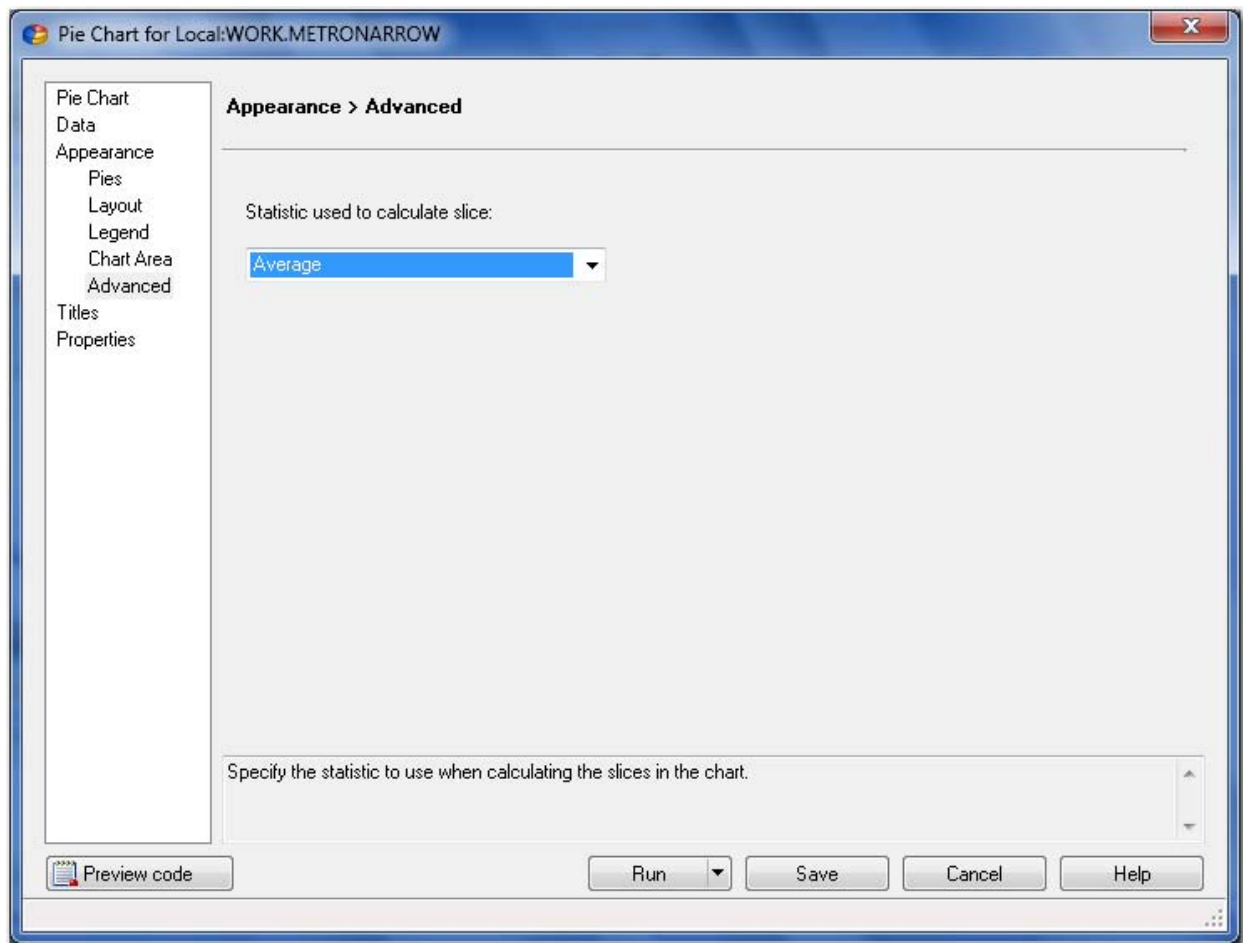 Pie Chart for Local:WORK.METRONARROW
x
Pie Chart
Data
Appearance
Pies
Layout
Legend
Chart Area
Advanced
Titles
Properties
Appearance > Advanced
Statistic used to calculate slice:
Average
Specify the statistic to use when calculating the slices in the chart.
Preview code
Run
Save
Cancel
Help